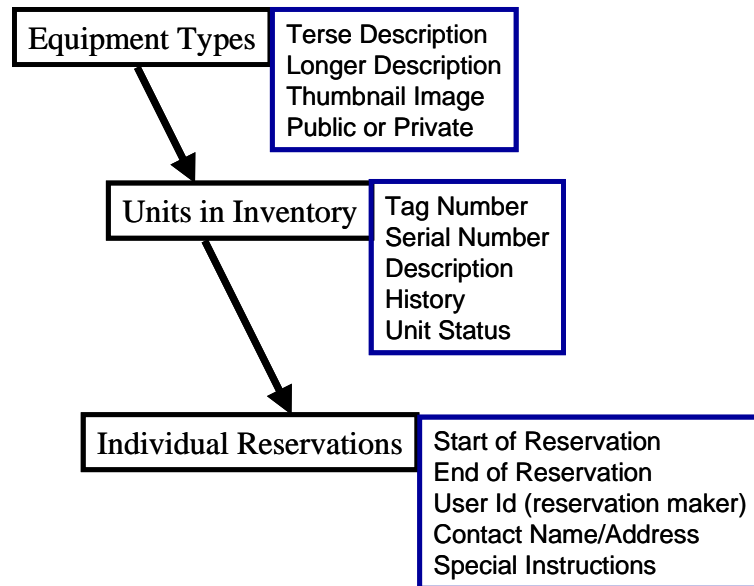 Equipment Types
Terse Description
Longer Description
Thumbnail Image
Public or Private
Units in Inventory
Tag Number
Serial Number
Description
History
Unit Status
Individual Reservations
Start of Reservation
End of Reservation
User Id (reservation maker)
Contact Name/Address
Special Instructions